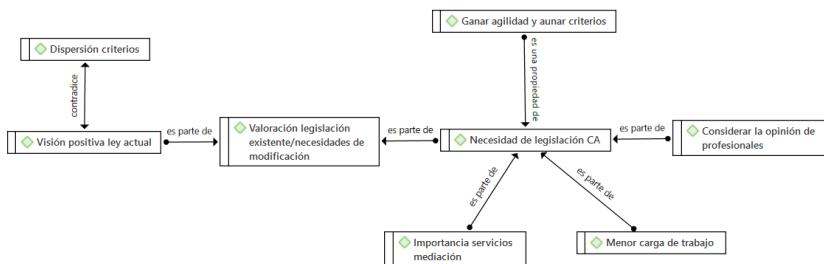 Ganar agilidad y aunar criterios
Dispersión criterios
es una propiedad de
contradice
Visión positiva ley actual
es parte de
Valoración legislación
existente/necesidades de
modificación
es parte de
Necesidad de legislación CA
es parte de
Considerar la opinión de
profesionales
es parte de
es parte de
Importancia servicios
mediación
Menor carga de trabajo